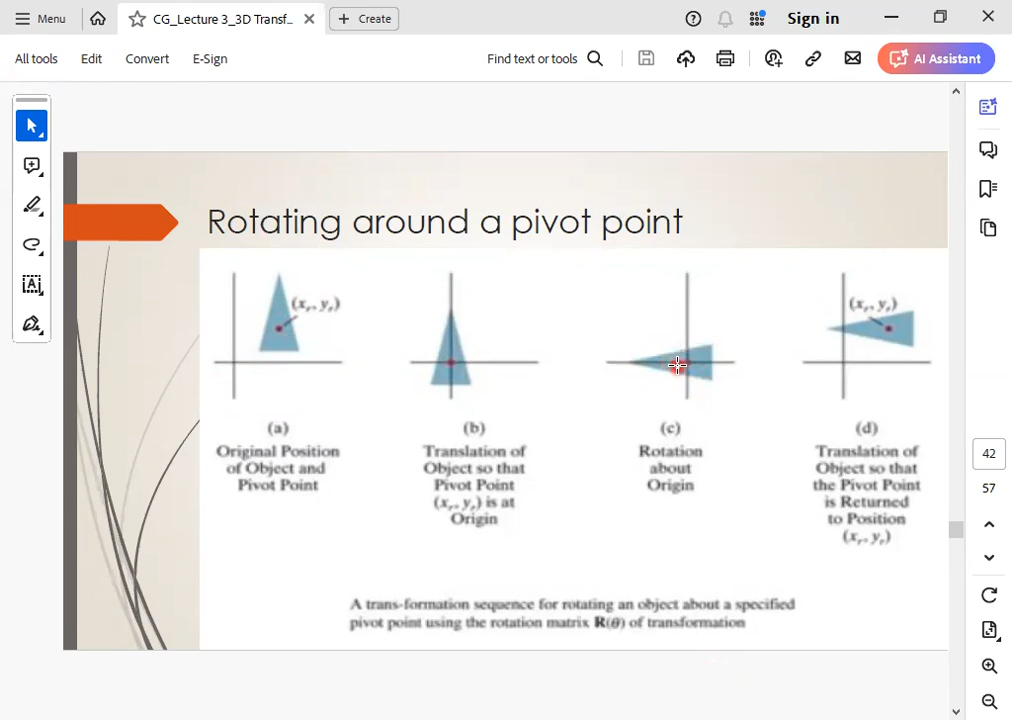 Menu
CG_Lecture 3_3D Transf...
Create
Sign in
All tools
Edit
Convert
E-Sign
Find text or tools
AI Assistant
Rotating around a pivot point
(xr, yr)
(xr, yr)
(a)
(b)
(c)
(d)
Original Position
of Object and
Pivot Point
Translation of
Object so that
Pivot Point
(xr, yr) is at
Origin
Rotation
about
Origin
Translation of
Object so that
the Pivot Point
is Returned
to Position
(xr, yr)
A trans-formation sequence for rotating an object about a specified
pivot point using the rotation matrix R(θ) of transformation
42
57